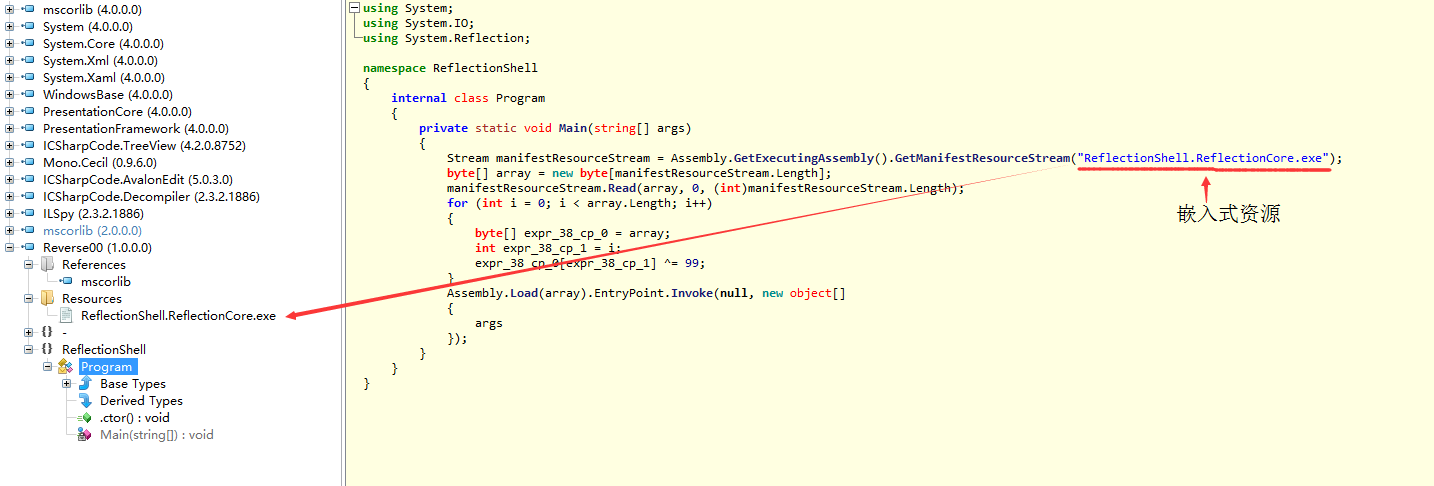 mscorlib (4.0.0.0)
System (4.0.0.0)
System.Core (4.0.0.0)
System.Xml (4.0.0.0)
System.Xaml (4.0.0.0)
WindowsBase (4.0.0.0)
PresentationCore (4.0.0.0)
PresentationFramework (4.0.0.0)
ICSharpCode.TreeView (4.2.0.8752)
Mono.Cecil (0.9.6.0)
ICSharpCode.AvalonEdit (5.0.3.0)
ICSharpCode.Decompiler (2.3.2.1886)
ILSpy (2.3.2.1886)
mscorlib (2.0.0.0)
Reverse00 (1.0.0.0)
References
mscorlib
Resources
ReflectionShell.ReflectionCore.exe
{} -
{} ReflectionShell
Program
Base Types
Derived Types
.ctor() : void
Main(string[]) : void
using System;
using System.IO;
using System.Reflection;
namespace ReflectionShell
{
internal class Program
{
private static void Main(string[] args)
{
Stream manifestResourceStream = Assembly.GetExecutingAssembly().GetManifestResourceStream("ReflectionShell.ReflectionCore.exe");
byte[] array = new byte[manifestResourceStream.Length];
manifestResourceStream.Read(array, 0, (int)manifestResourceStream.Length);
for (int i = 0; i < array.Length; i++)
{
byte[] expr_38_cp_0 = array;
int expr_38_cp_1 = i;
expr_38_cp_0[expr_38_cp_1] ^= 99;
}
Assembly.Load(array).EntryPoint.Invoke(null, new object[]
{
args
});
}
}
}
嵌入式资源